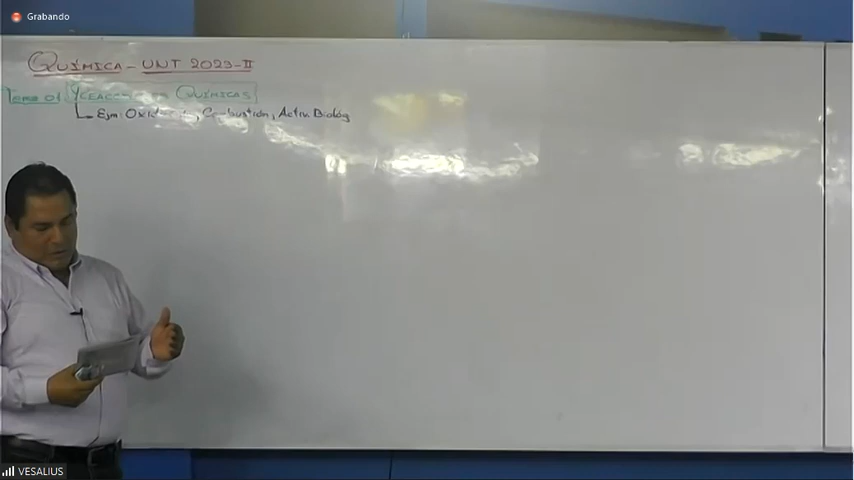 Grabando
QUÍMICA - UNT 2023-II
Tema 01 QUÍMICAS
Ejm: Combustión, Activ. Biológ
VESALIUS